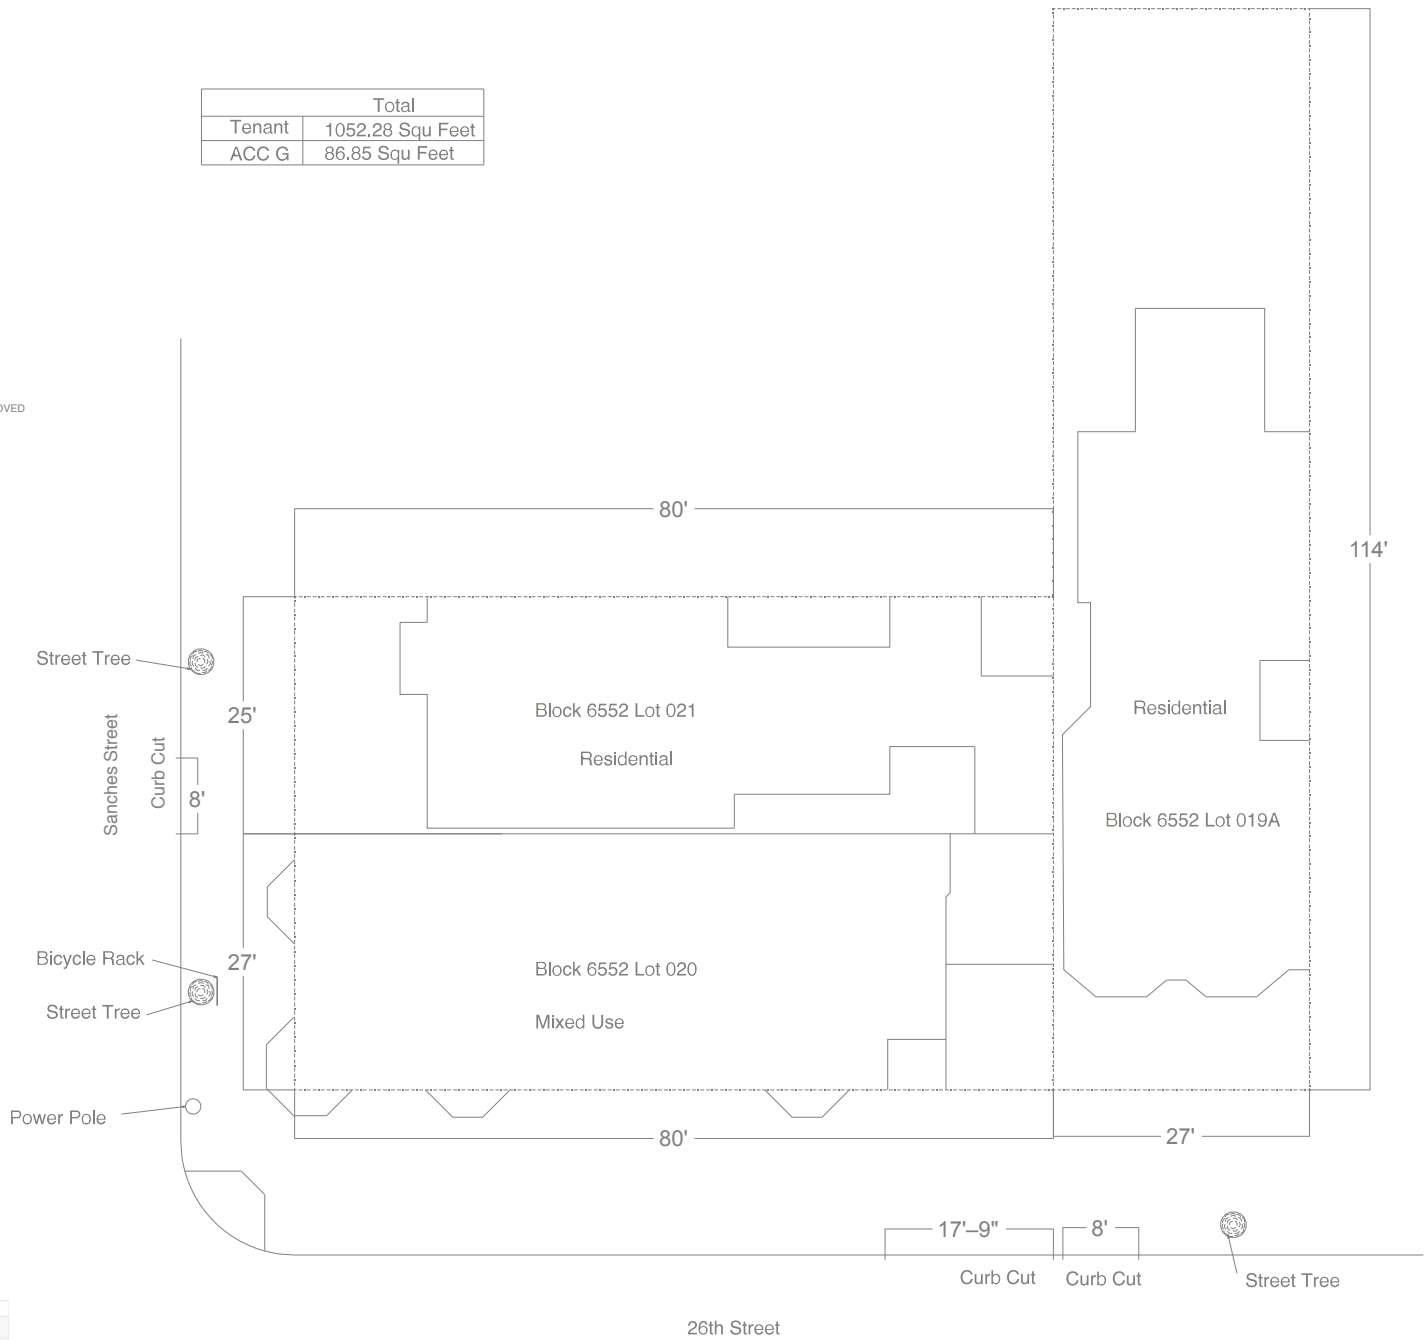 Total
Tenant 1052.28 Squ Feet
ACC G 86.85 Squ Feet
OVED
80'
114'
Street Tree
25'
Block 6552 Lot 021
Residential
Residential
Sanches Street
Curb Cut
8'
Block 6552 Lot 019A
Bicycle Rack
27'
Block 6552 Lot 020
Street Tree
Mixed Use
Power Pole
80'
27'
17'–9"
8'
Curb Cut
Curb Cut
Street Tree
26th Street